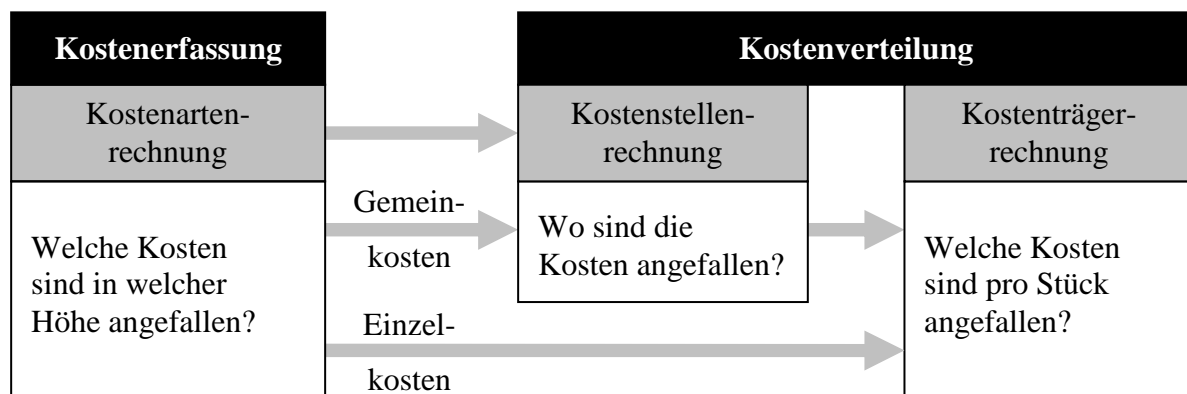 Kostenerfassung
Kostenverteilung
Kostenarten-
rechnung
Kostenstellen-
rechnung
Kostenträger-
rechnung
Welche Kosten
sind in welcher
Höhe angefallen?
Gemein-
kosten
Wo sind die
Kosten angefallen?
Welche Kosten
sind pro Stück
angefallen?
Einzel-
kosten